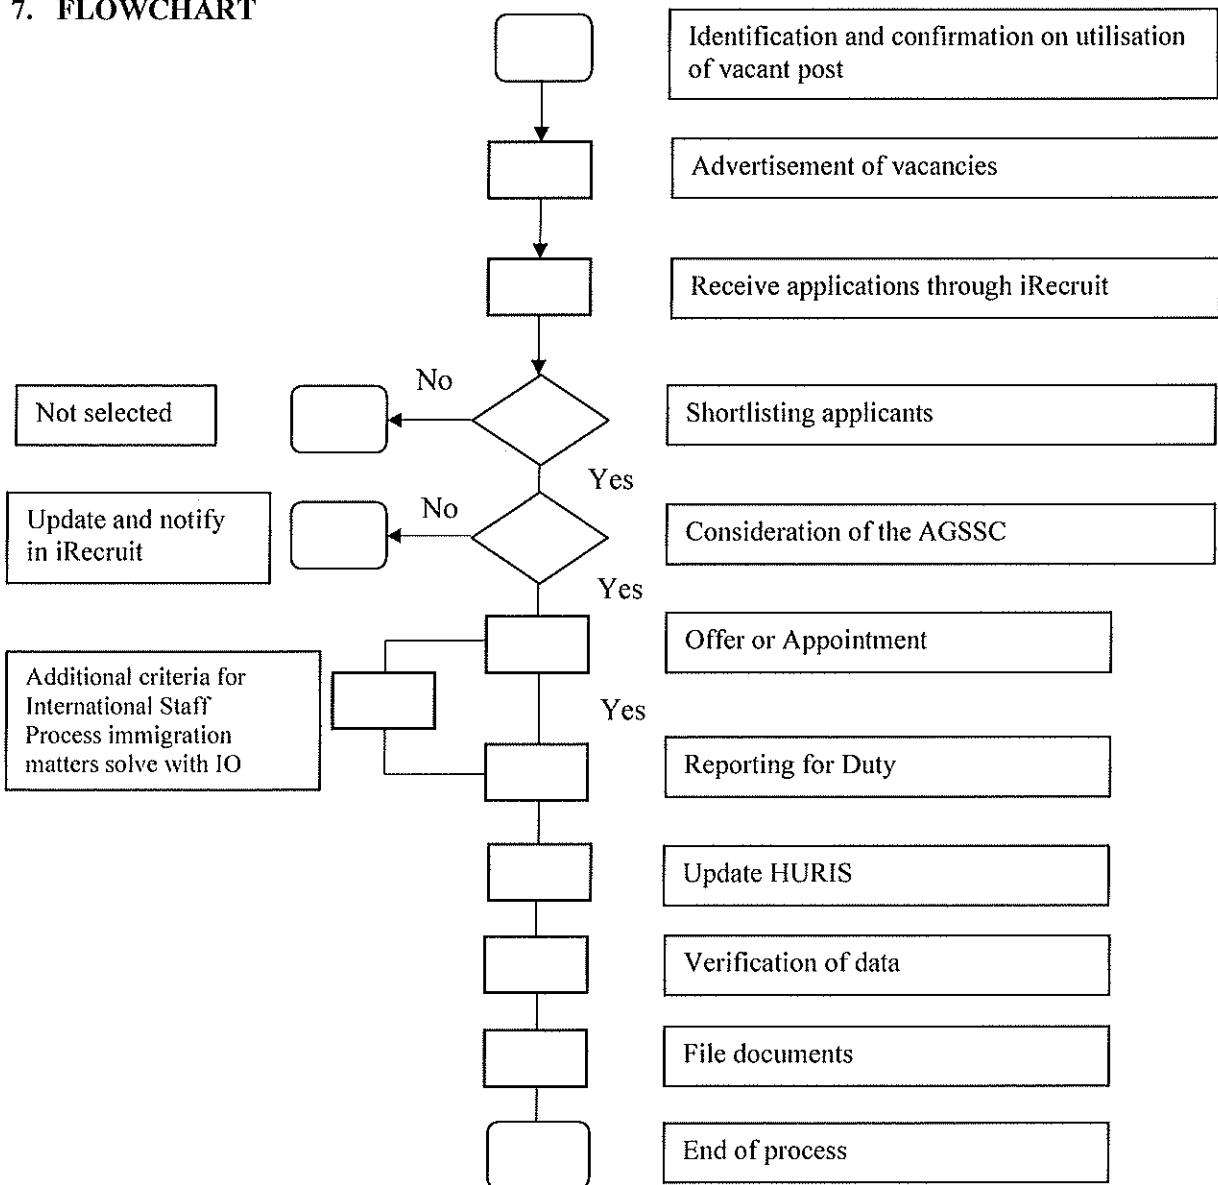 7. FLOWCHART
Identification and confirmation on utilisation
of vacant post
Advertisement of vacancies
Receive applications through iRecruit
No
Not selected
Shortlisting applicants
Yes
No
Update and notify
in iRecruit
Consideration of the AGSSC
Yes
Offer or Appointment
Additional criteria for
International Staff
Process immigration
matters solve with IO
Yes
Reporting for Duty
Update HURIS
Verification of data
File documents
End of process